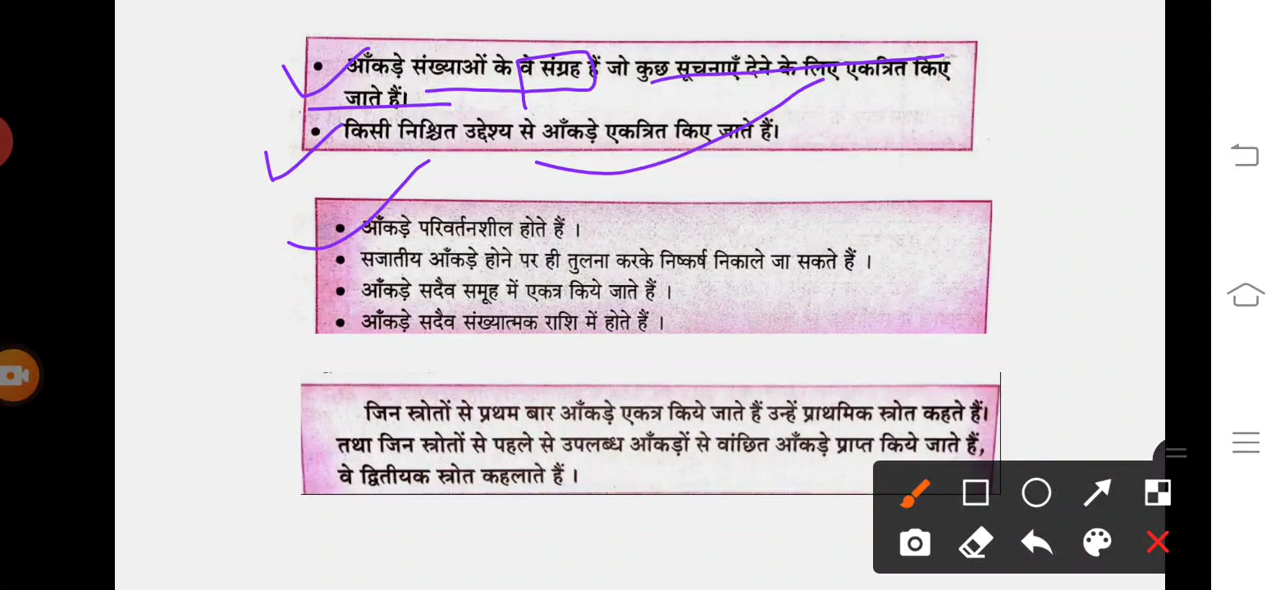 • आँकड़े संख्याओं के वे संग्रह हैं जो कुछ सूचनाएँ देने के लिए एकत्रित किए
जाते हैं।
• किसी निश्चित उद्देश्य से आँकड़े एकत्रित किए जाते हैं।
• आँकड़े परिवर्तनशील होते हैं ।
• सजातीय आँकड़े होने पर ही तुलना करके निष्कर्ष निकाले जा सकते हैं ।
• आँकड़े सदैव समूह में एकत्र किये जाते हैं ।
• आँकड़े सदैव संख्यात्मक राशि में होते हैं ।
जिन स्त्रोतों से प्रथम बार आँकड़े एकत्र किये जाते हैं उन्हें प्राथमिक स्त्रोत कहते हैं।
तथा जिन स्त्रोतों से पहले से उपलब्ध आँकड़ों से वांछित आँकड़े प्राप्त किये जाते हैं,
वे द्वितीयक स्त्रोत कहलाते हैं ।